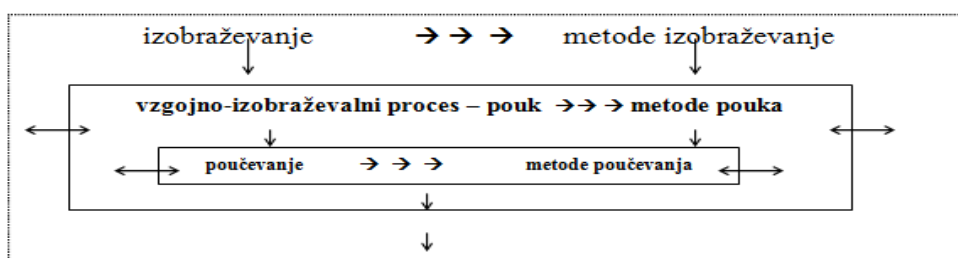 izobraževanje → → → metode izobraževanje
vzgojno-izobraževalni proces – pouk →→→ metode pouka
poučevanje → → → metode poučevanja